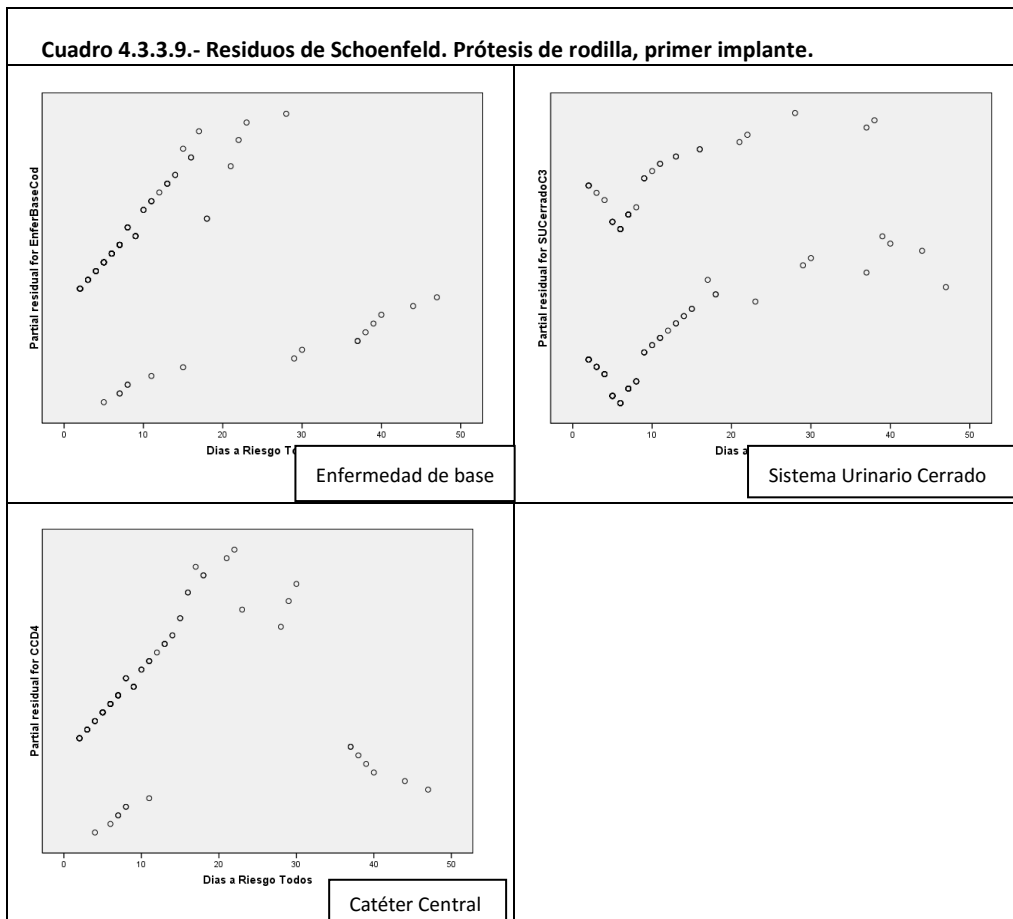 Cuadro 4.3.3.9.- Residuos de Schoenfeld. Prótesis de rodilla, primer implante.
Partial residual for EnferBaseCod
0 10 20 30 40 50
Dias a Riesgo To
Enfermedad de base
Partial residual for SUCerradoC3
0 10 20 30 40 50
Dias a
Sistema Urinario Cerrado
Partial residual for CCD4
0 10 20 30 40 50
Dias a Riesgo Todos
Catéter Central